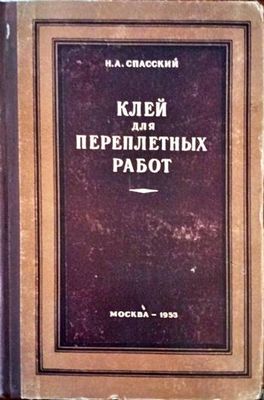 Н.А.СПАССКИЙ
КЛЕЙ
ДЛЯ
ПЕРЕПЛЕТНЫХ
РАБОТ
МОСКВА - 1953